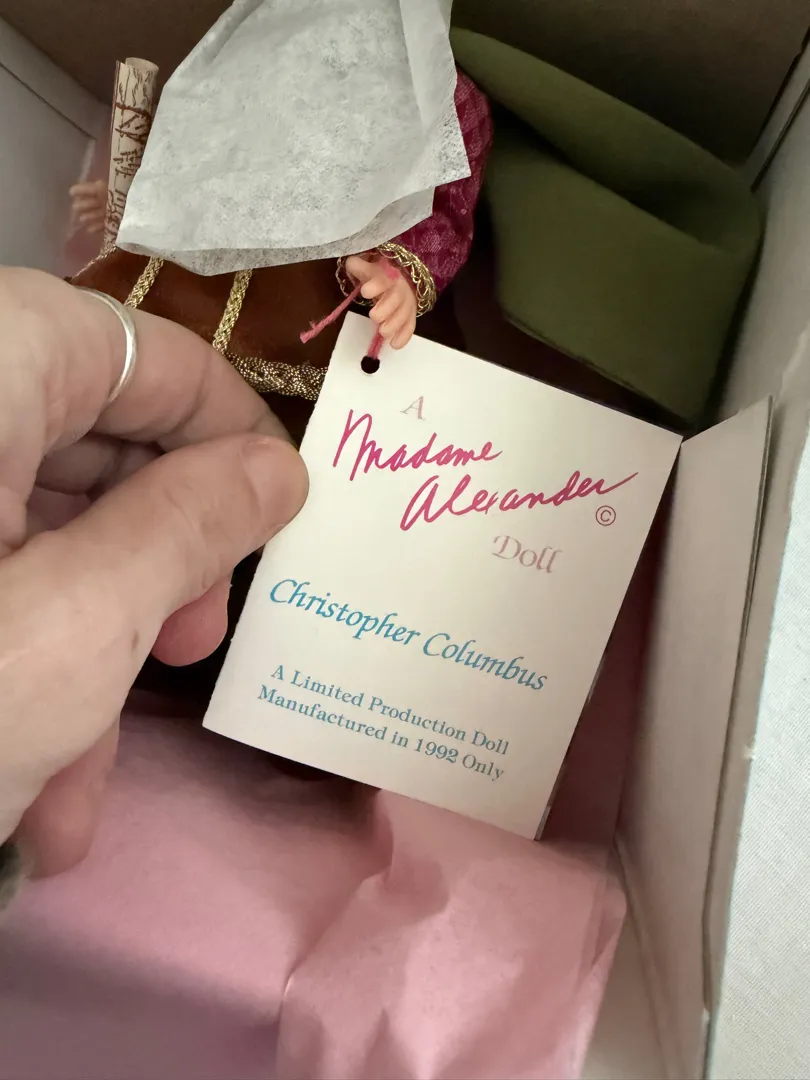 A
Madame
Alexander
©
Doll
Christopher Columbus
A Limited Production Doll
Manufactured in 1992 Only